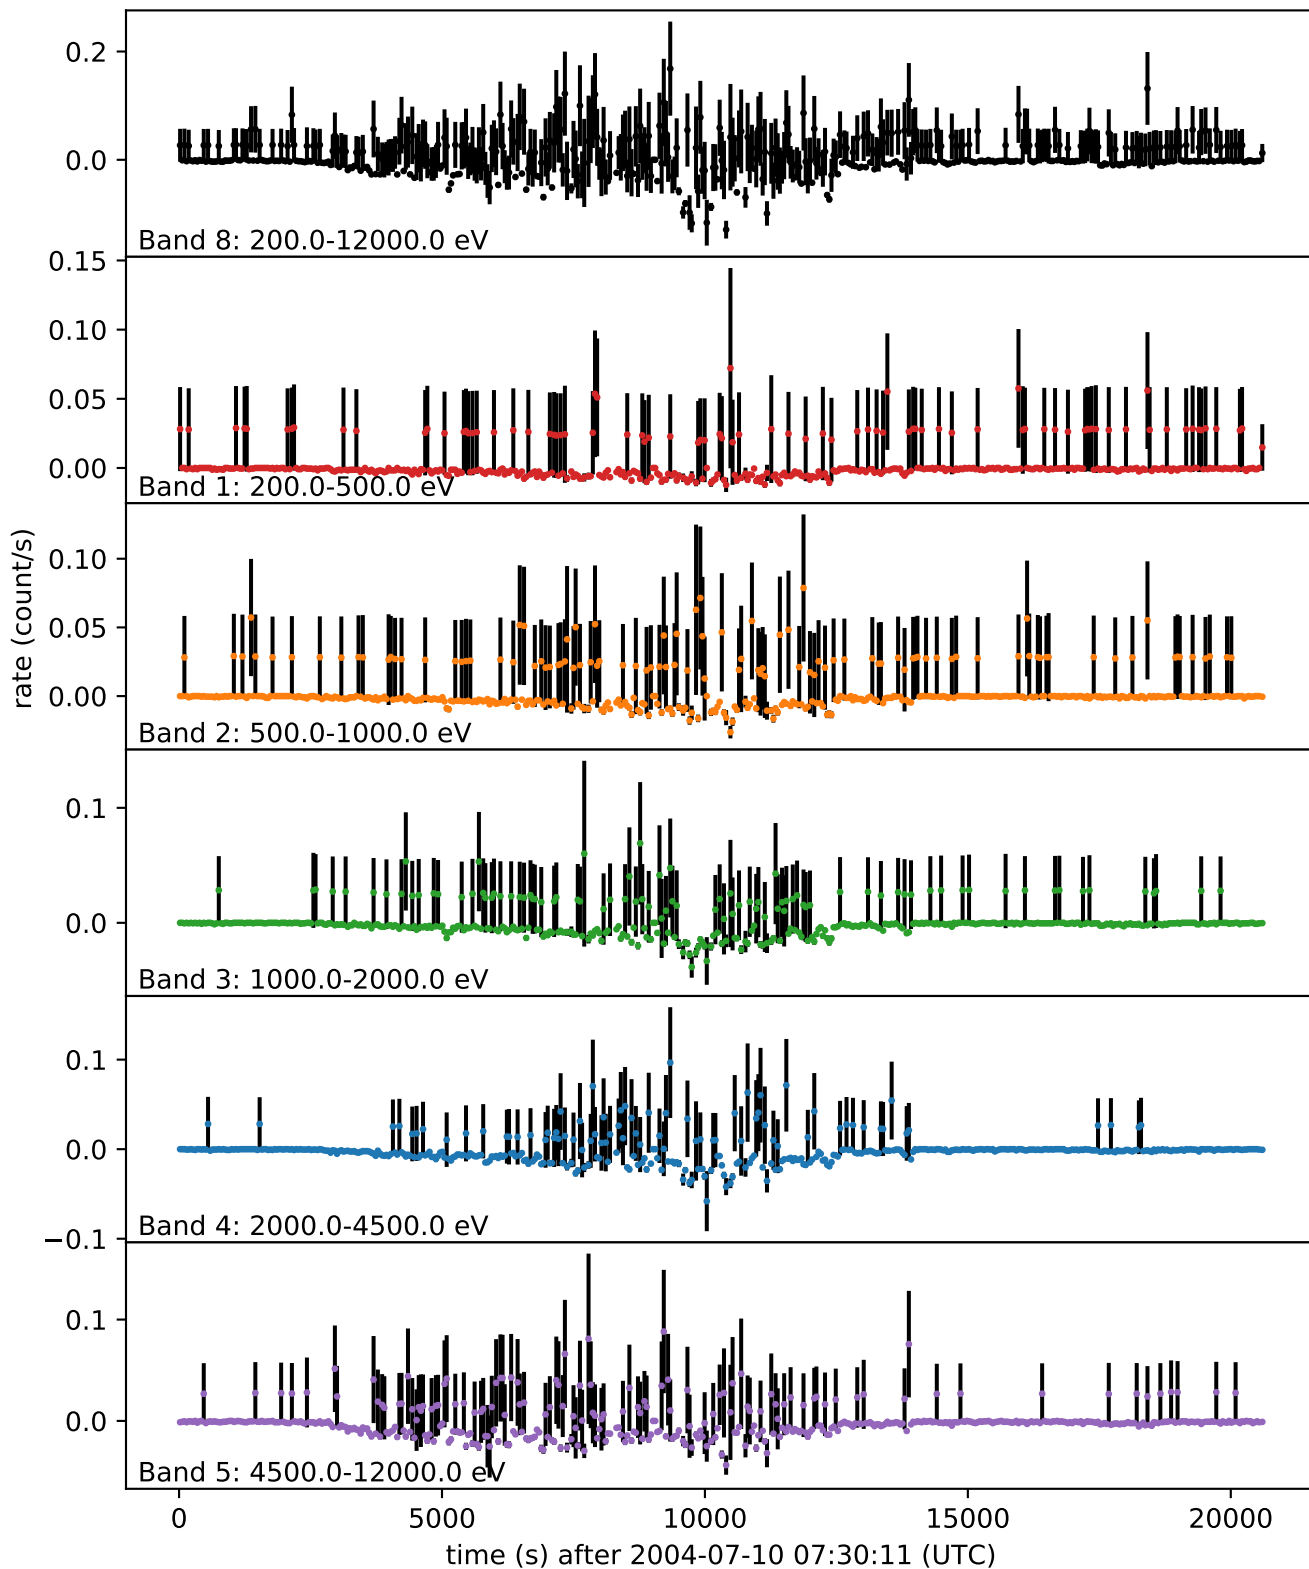 0.2
0.0
Band 8: 200.0-12000.0 eV
0.15
0.10
0.05
0.00
Band 1: 200.0-500.0 eV
0.10
0.05
0.00
Band 2: 500.0-1000.0 eV
rate (count/s)
0.1
0.0
Band 3: 1000.0-2000.0 eV
0.1
0.0
−0.1
Band 4: 2000.0-4500.0 eV
0.1
0.0
Band 5: 4500.0-12000.0 eV
0 5000 10000 15000 20000
time (s) after 2004-07-10 07:30:11 (UTC)